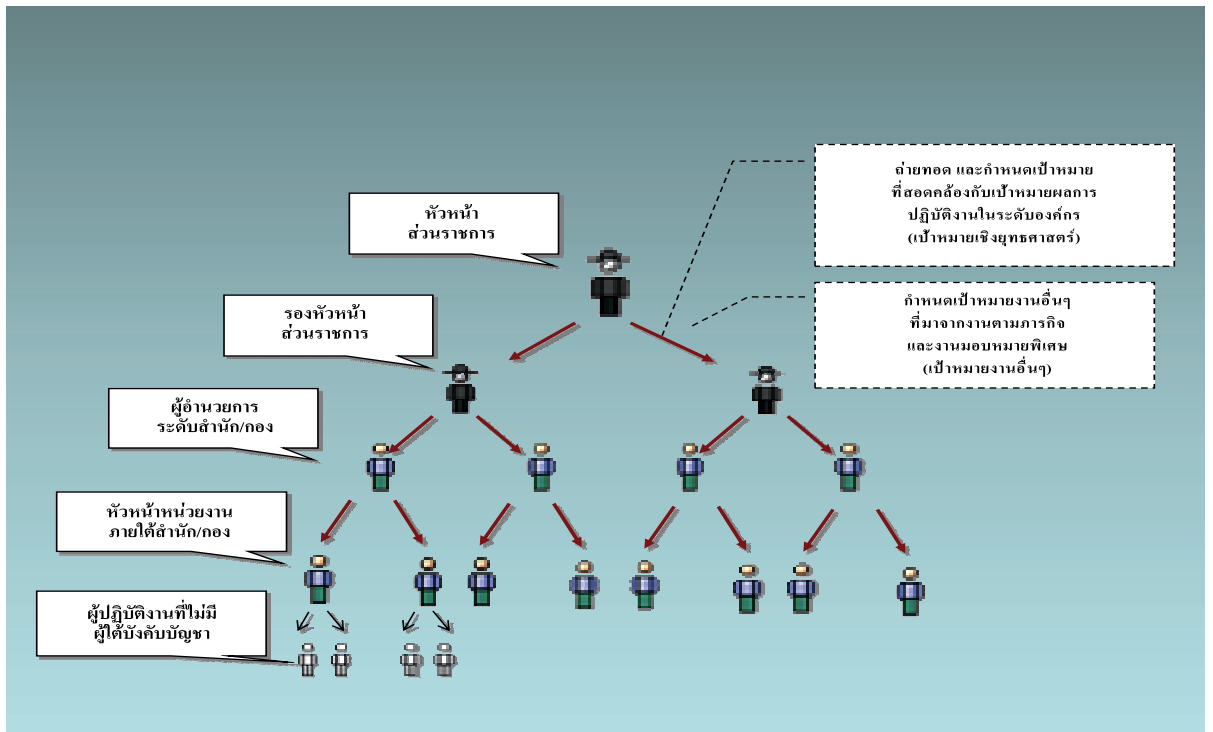 ถ่ายทอด และกำหนดเป้าหมาย
ที่สอดคล้องกับเป้าหมายผลการ
ปฏิบัติงานในระดับองค์กร
(เป้าหมายเชิงยุทธศาสตร์)
หัวหน้า
ส่วนราชการ
กำหนดเป้าหมายงานอื่นๆ
ที่มาจากงานตามภารกิจ
และงานมอบหมายพิเศษ
(เป้าหมายงานอื่นๆ)
รองหัวหน้า
ส่วนราชการ
ผู้อำนวยการ
ระดับสำนัก/กอง
หัวหน้าหน่วยงาน
ภายใต้สำนัก/กอง
ผู้ปฏิบัติงานที่ไม่มี
ผู้ใต้บังคับบัญชา